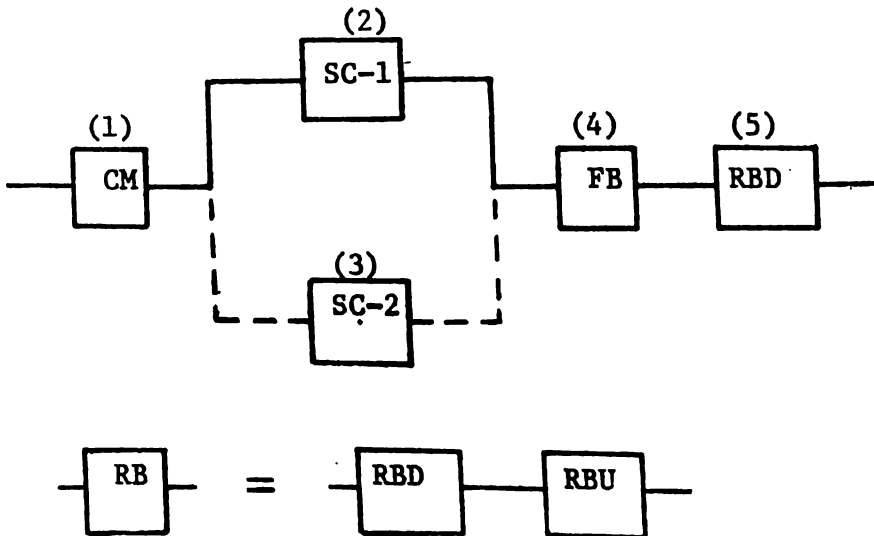 (2)
SC-1
(1)
CM
(4)
FB
(5)
RBD
(3)
SC-2
RB = RBD RBU